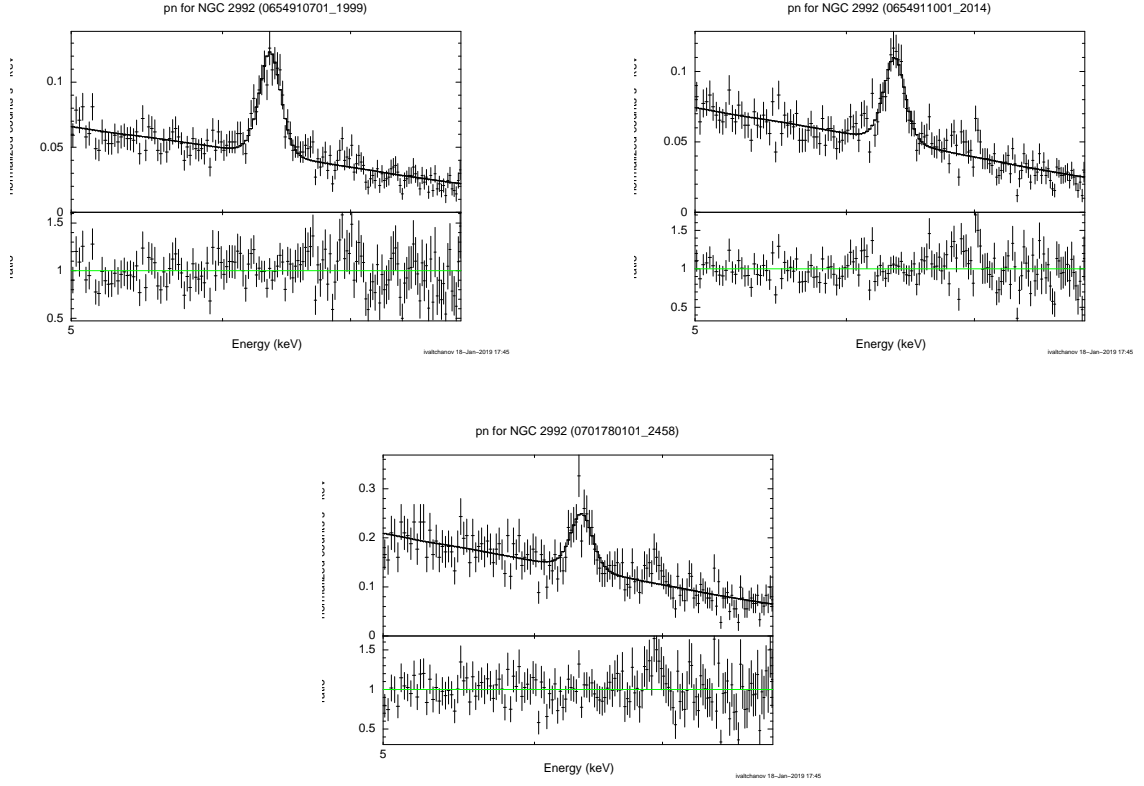 pn for NGC 2992 (0654910701_1999)
0.1
0.05
0
1.5
1
0.5
5
Energy (keV)
ivaltchanov 18-Jan-2019 17:45
pn for NGC 2992 (0654911001_2014)
0.1
0.05
0
1.5
1
0.5
5
Energy (keV)
ivaltchanov 18-Jan-2019 17:45
pn for NGC 2992 (0701780101_2458)
0.3
0.2
0.1
0
1.5
1
0.5
5
Energy (keV)
ivaltchanov 18-Jan-2019 17:45